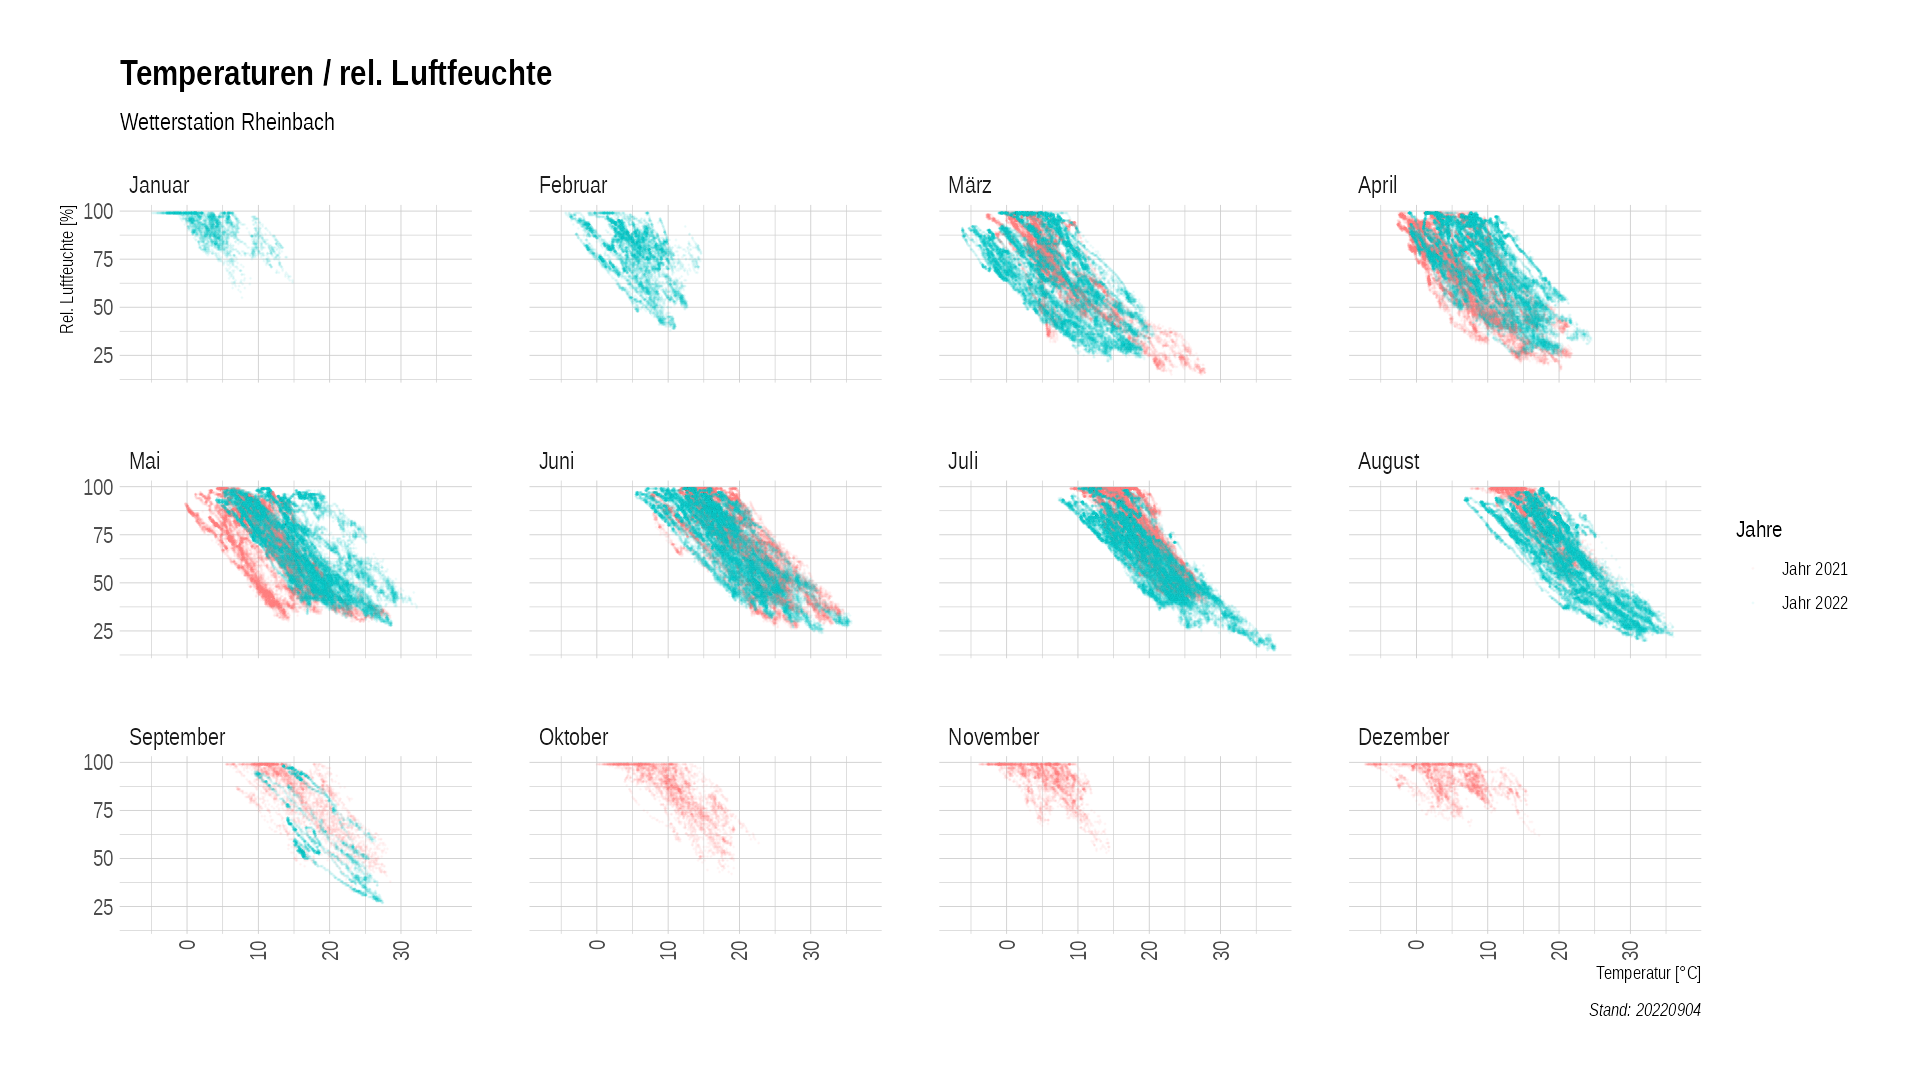 Temperaturen / rel. Luftfeuchte
Wetterstation Rheinbach
Januar
Februar
März
April
Rel. Luftfeuchte [%]
100
75
50
25
Mai
Juni
Juli
August
100
75
50
25
Jahre
Jahr 2021
Jahr 2022
September
Oktober
November
Dezember
100
75
50
25
0 10 20 30 0 10 20 30 0 10 20 30 0 10 20 30
Temperatur [°C]
Stand: 20220904